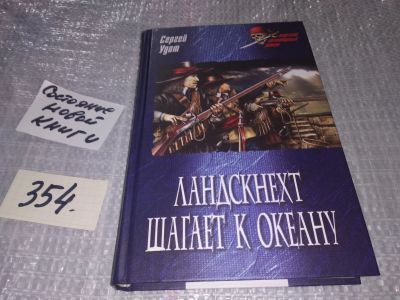 Состояние
новой
книги
354.
Сергей
Удот
ЛАНДСКНЕХТ
ШАГАЕТ К ОКЕАНУ